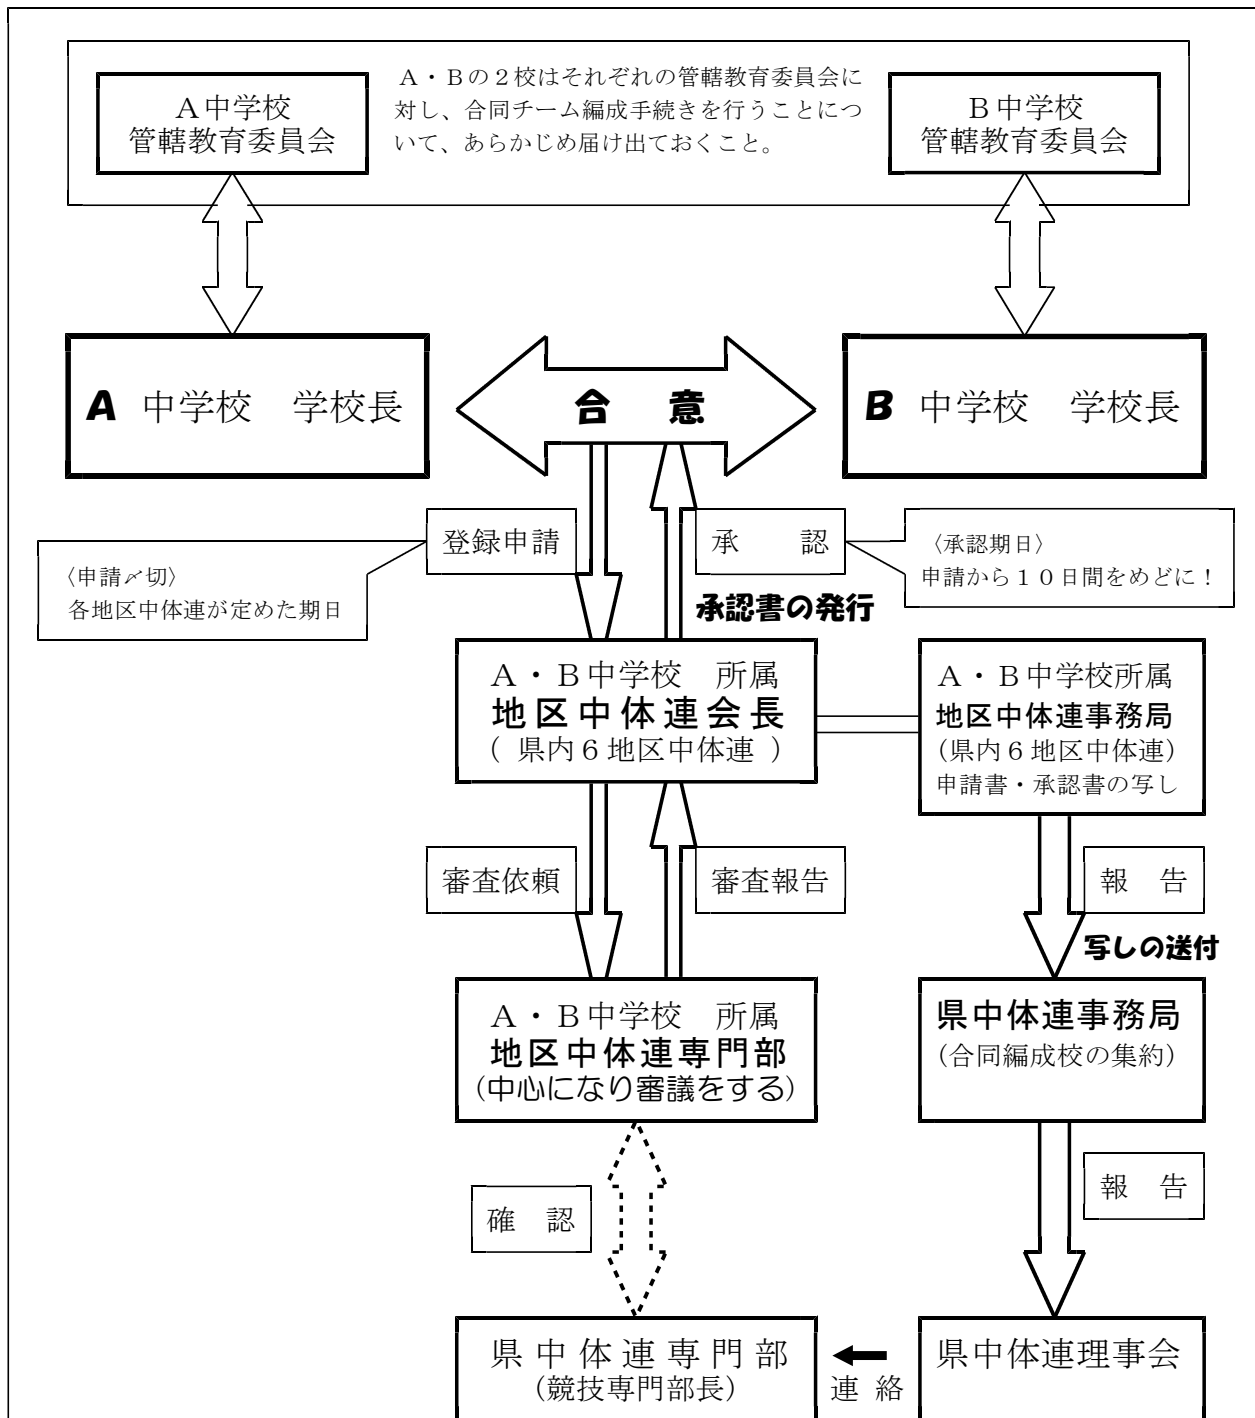 A中学校
管轄教育委員会
A・Bの2校はそれぞれの管轄教育委員会に
対し、合同チーム編成手続きを行うことにつ
いて、あらかじめ届け出ておくこと。
B中学校
管轄教育委員会
A 中学校 学校長
合 意
B 中学校 学校長
登録申請
承 認
〈申請〆切〉
各地区中体連が定めた期日
〈承認期日〉
申請から10日間をめどに!
承認書の発行
A・B中学校 所属
地区中体連会長
( 県内6地区中体連 )
A・B中学校所属
地区中体連事務局
(県内6地区中体連)
申請書・承認書の写し
審査依頼
審査報告
報 告
写しの送付
A・B中学校 所属
地区中体連専門部
(中心になり審議をする)
県中体連事務局
(合同編成校の集約)
確 認
報 告
県中体連専門部
(競技専門部長)
連 絡
県中体連理事会